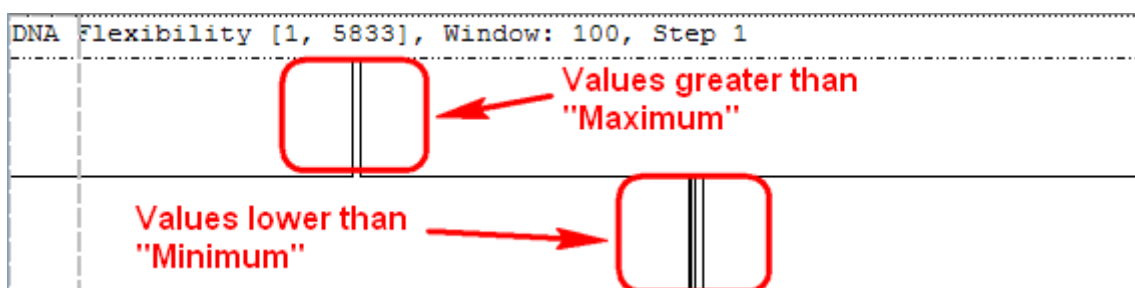 DNA Flexibility [1, 5833], Window: 100, Step 1
Values greater than
"Maximum"
Values lower than
"Minimum"